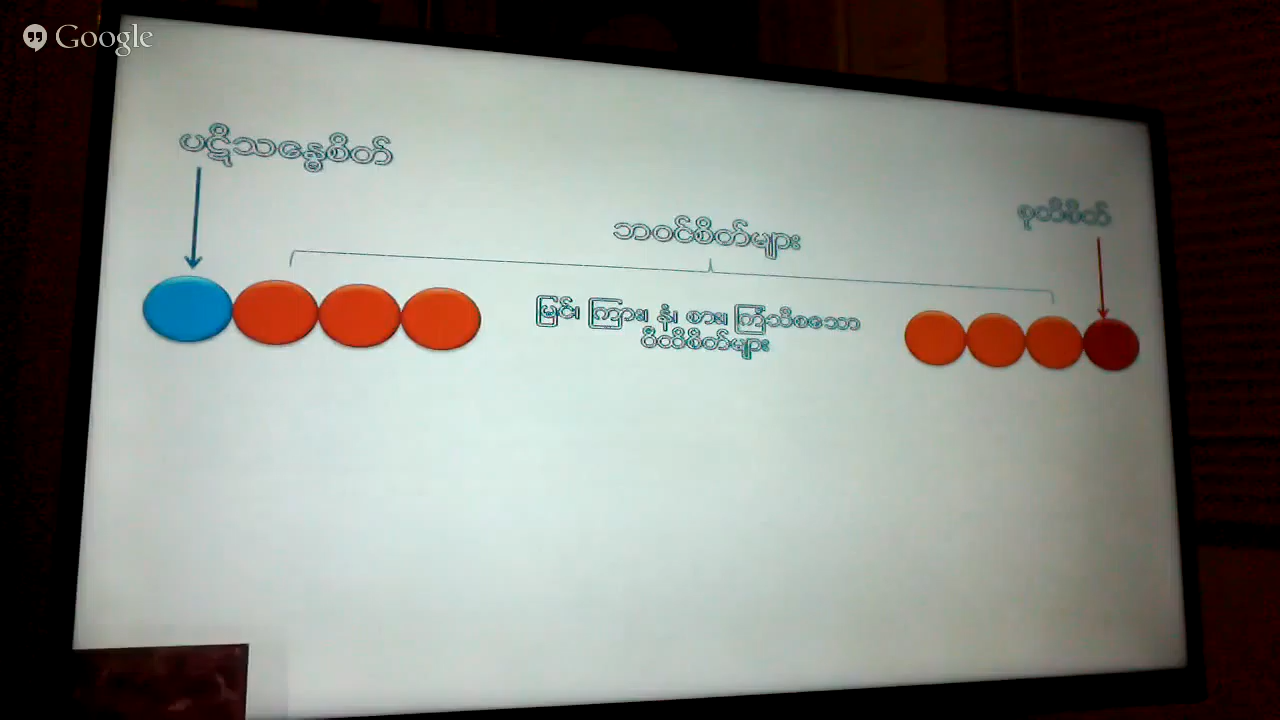 Google
ပဋိသန္ဓေစိတ်
စုတိစိတ်
ဘဝင်စိတ်များ
မြင်၊ ကြား၊ နံ၊ စား၊ ကြံသိစသော
ဝီထိစိတ်များ